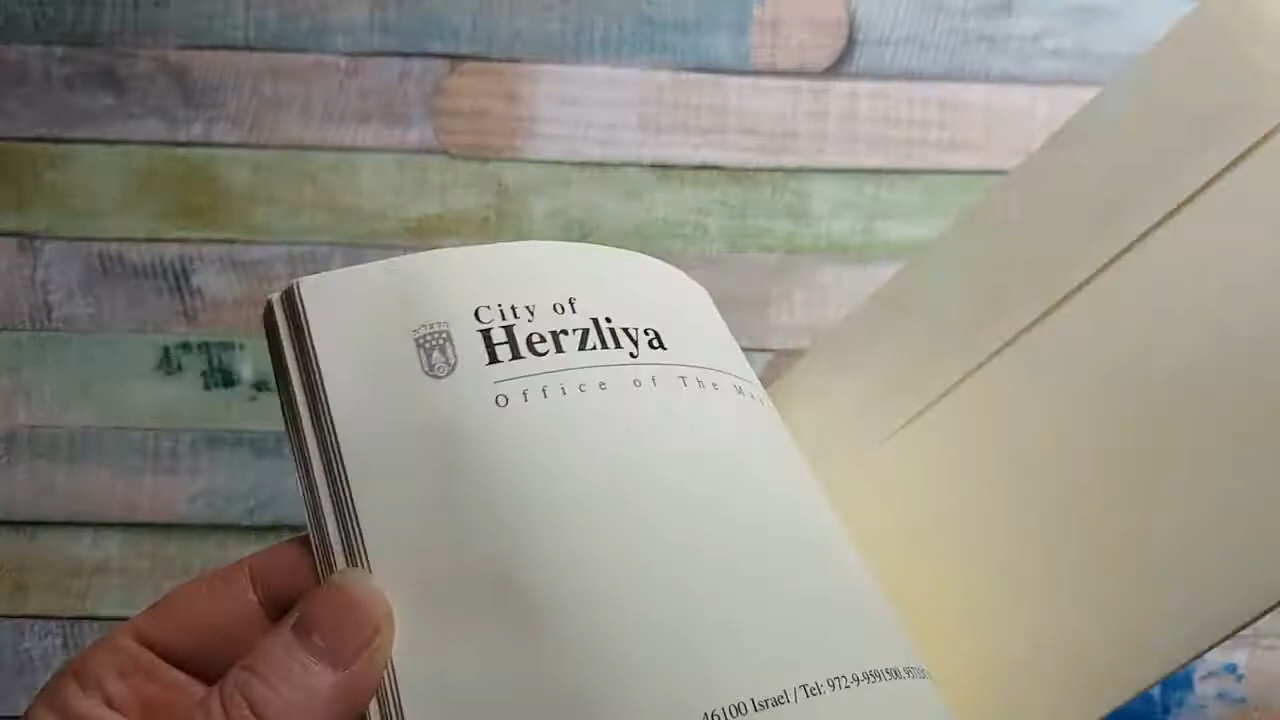 City of
Herzliya
Office of The
46100 Israel / Tel: 972-9-9591500,